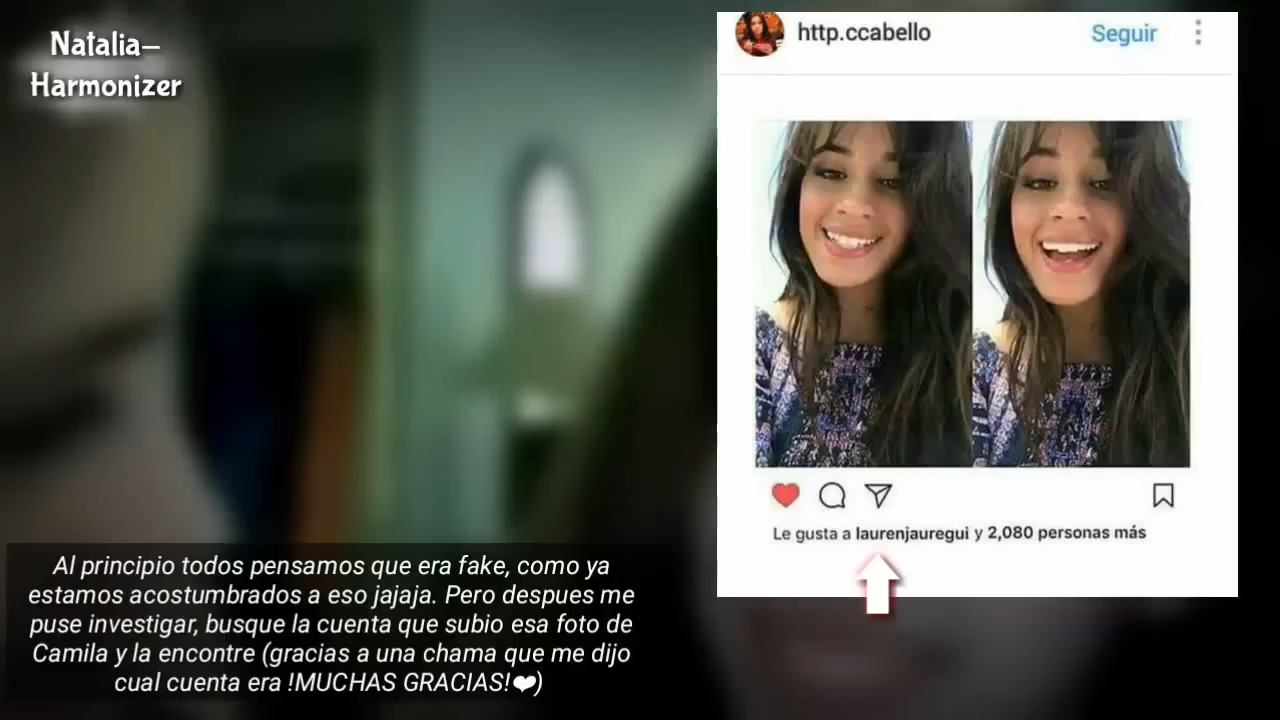 Natalia-
Harmonizer
http.ccabello
Seguir
Le gusta a laurenjauregui y 2,080 personas más
Al principio todos pensamos que era fake, como ya
estamos acostumbrados a eso jajaja. Pero despues me
puse investigar, busque la cuenta que subio esa foto de
Camila y la encontre (gracias a una chama que me dijo
cual cuenta era !MUCHAS GRACIAS!❤)